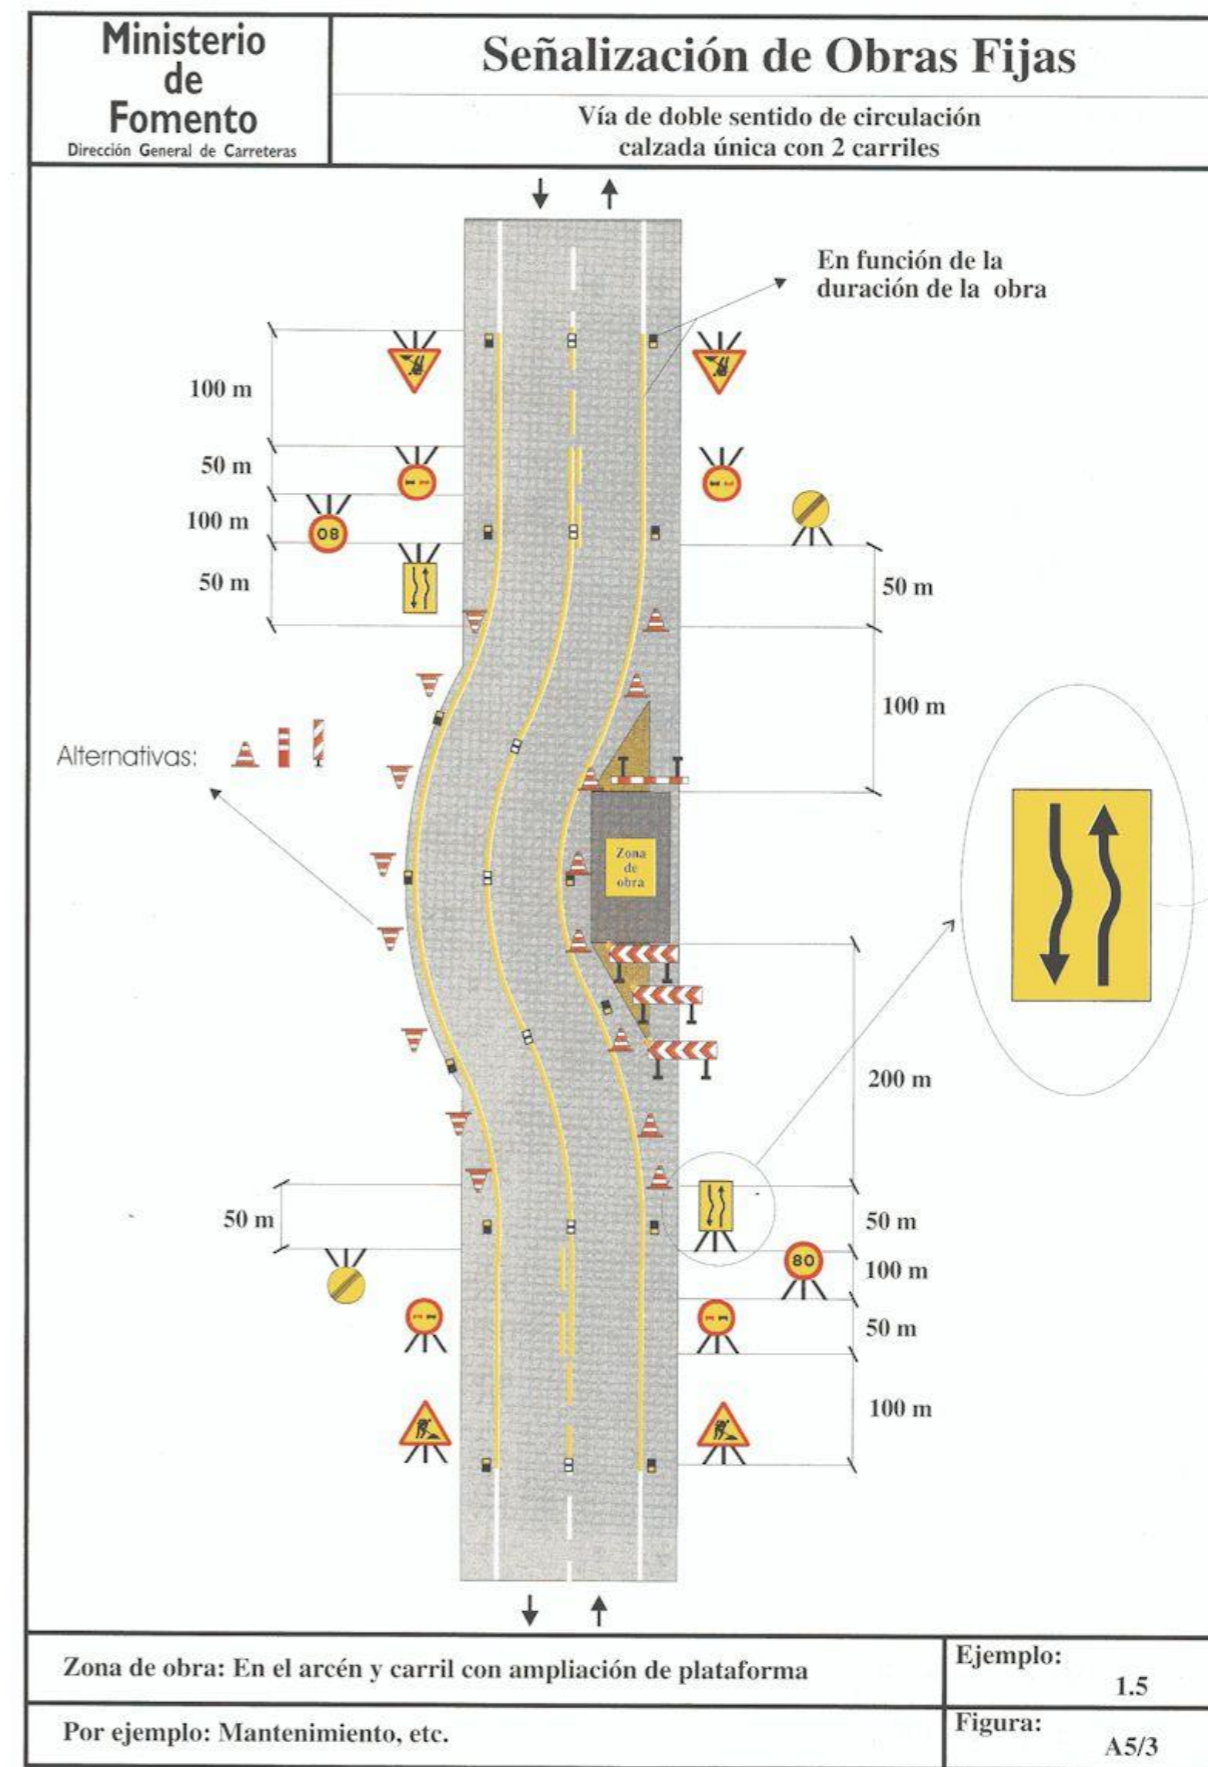 Ministerio
de
Fomento
Dirección General de Carreteras
Señalización de Obras Fijas
Vía de doble sentido de circulación
calzada única con 2 carriles
En función de la
duración de la obra
100 m
50 m
100 m
80
50 m
50 m
100 m
Alternativas:
Zona
de
obra
200 m
50 m
50 m
80
100 m
50 m
100 m
Zona de obra: En el arcén y carril con ampliación de plataforma
Ejemplo:
1.5
Por ejemplo: Mantenimiento, etc.
Figura:
A5/3